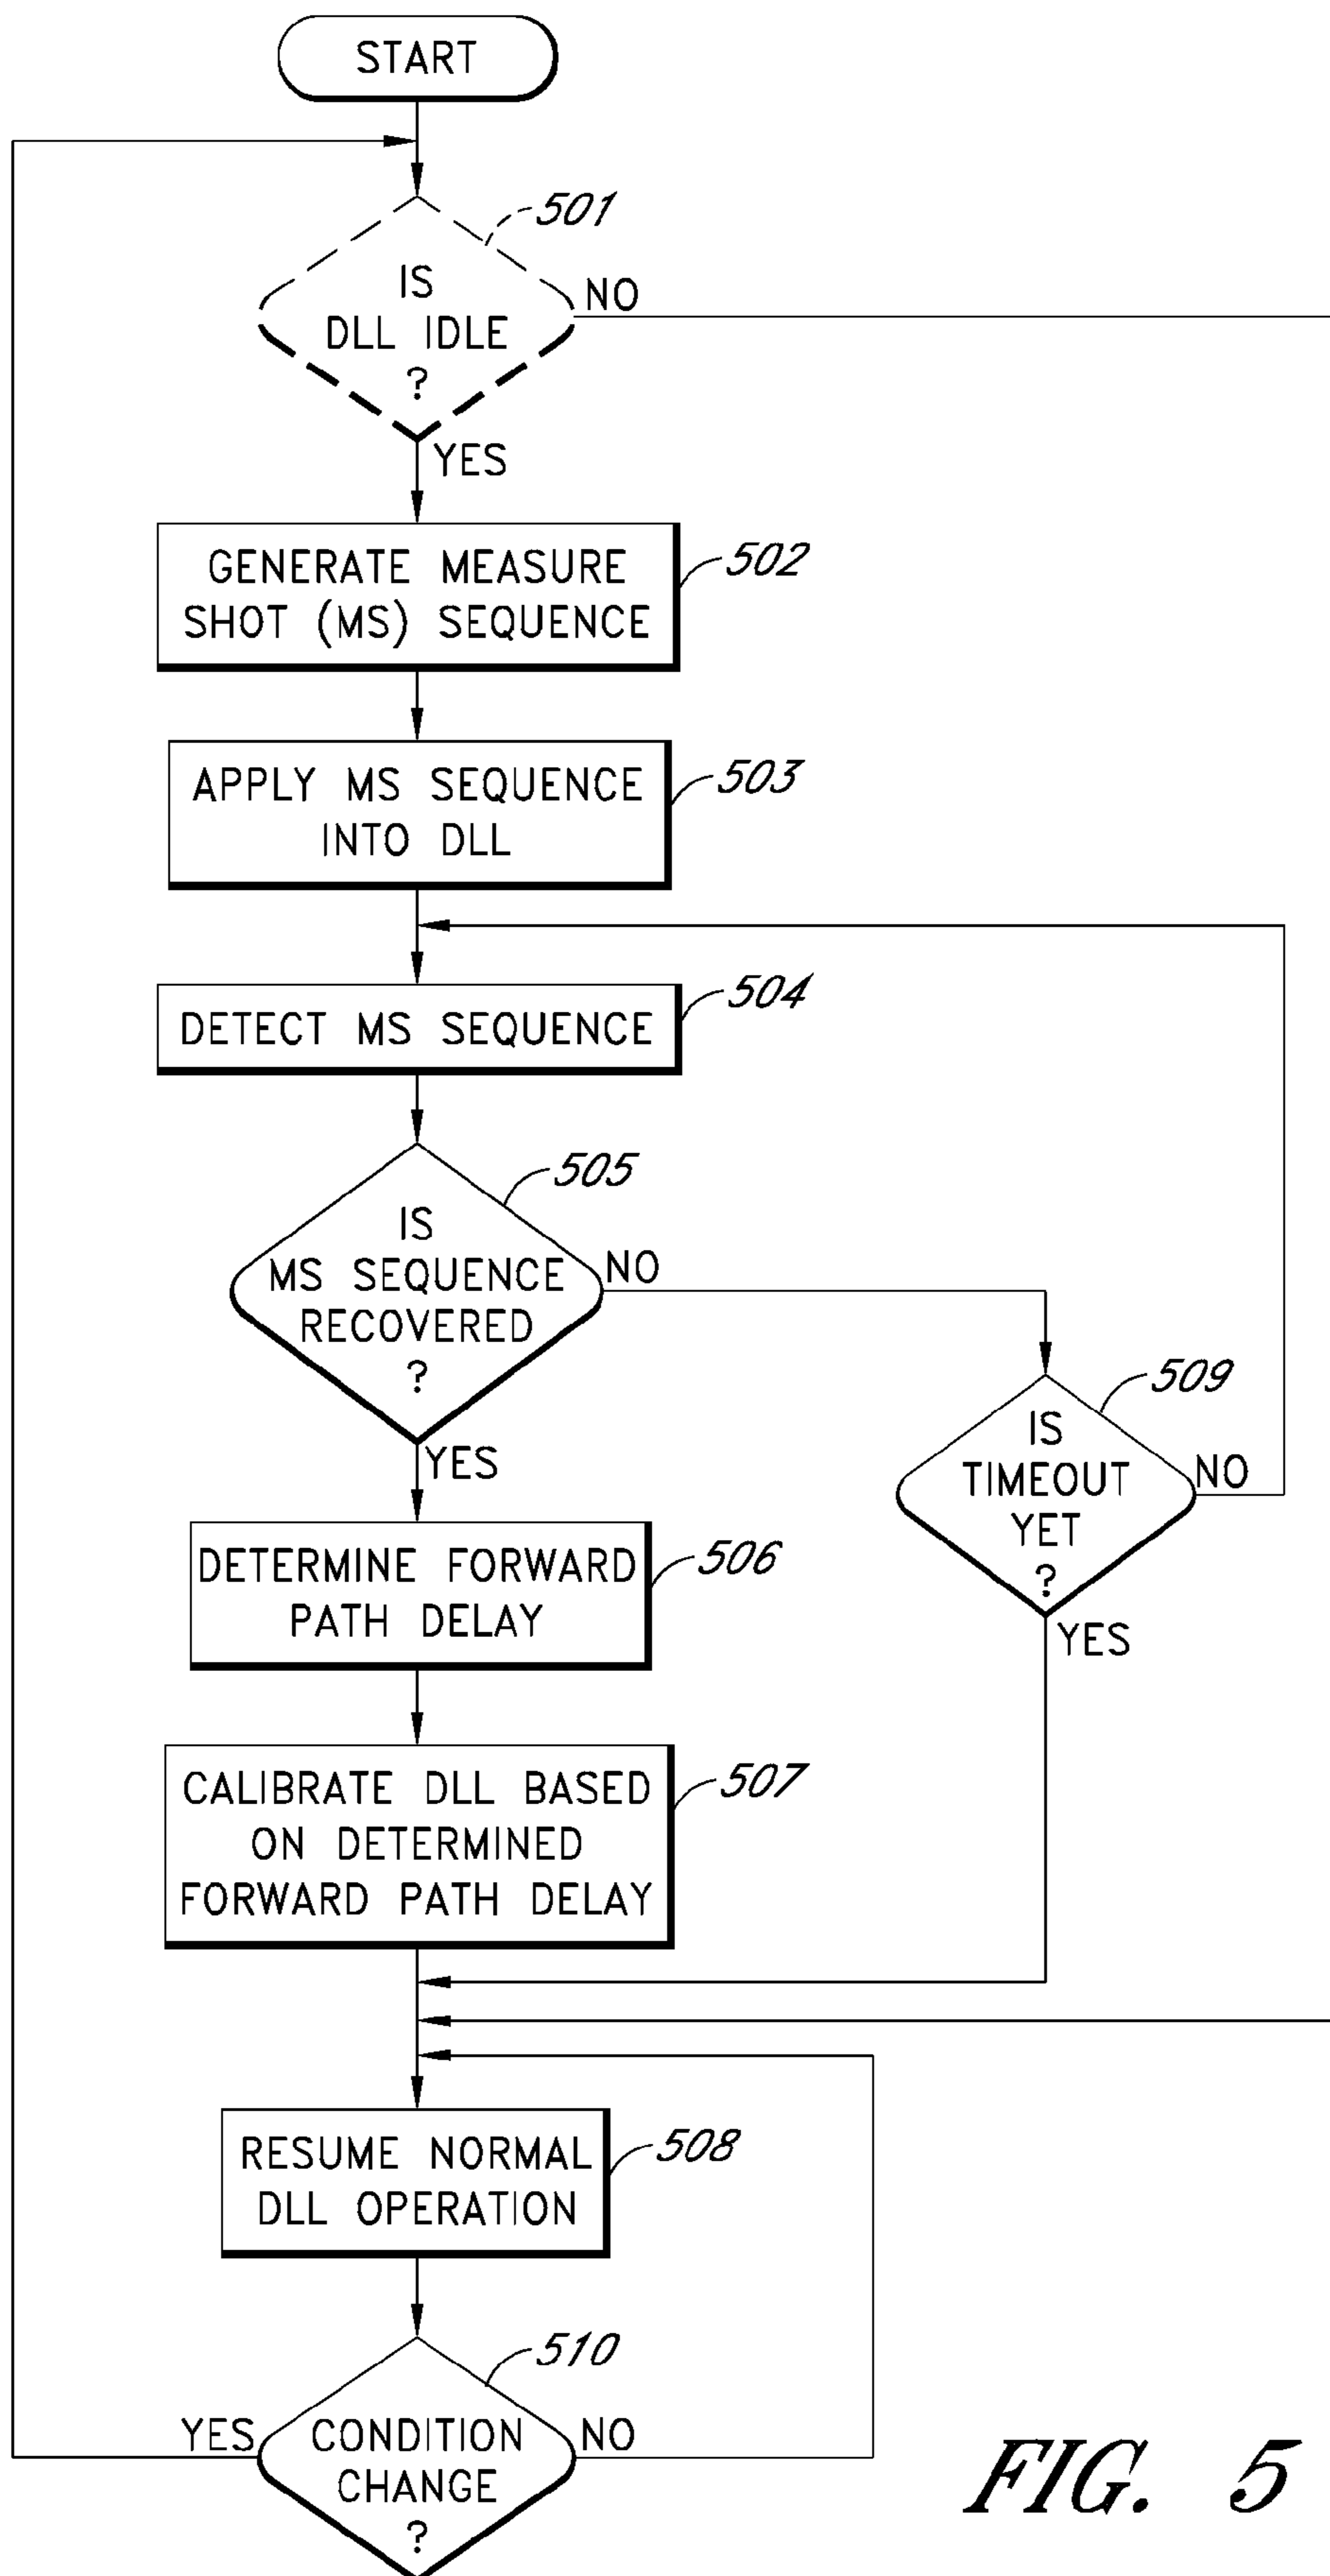 START
501
IS
DLL IDLE
?
NO
YES
GENERATE MEASURE
SHOT (MS) SEQUENCE
502
APPLY MS SEQUENCE
INTO DLL
503
DETECT MS SEQUENCE
504
505
IS
MS SEQUENCE
RECOVERED
?
NO
YES
509
IS
TIMEOUT
YET
?
NO
YES
DETERMINE FORWARD
PATH DELAY
506
CALIBRATE DLL BASED
ON DETERMINED
FORWARD PATH DELAY
507
RESUME NORMAL
DLL OPERATION
508
510
CONDITION
CHANGE
?
YES
NO
FIG. 5